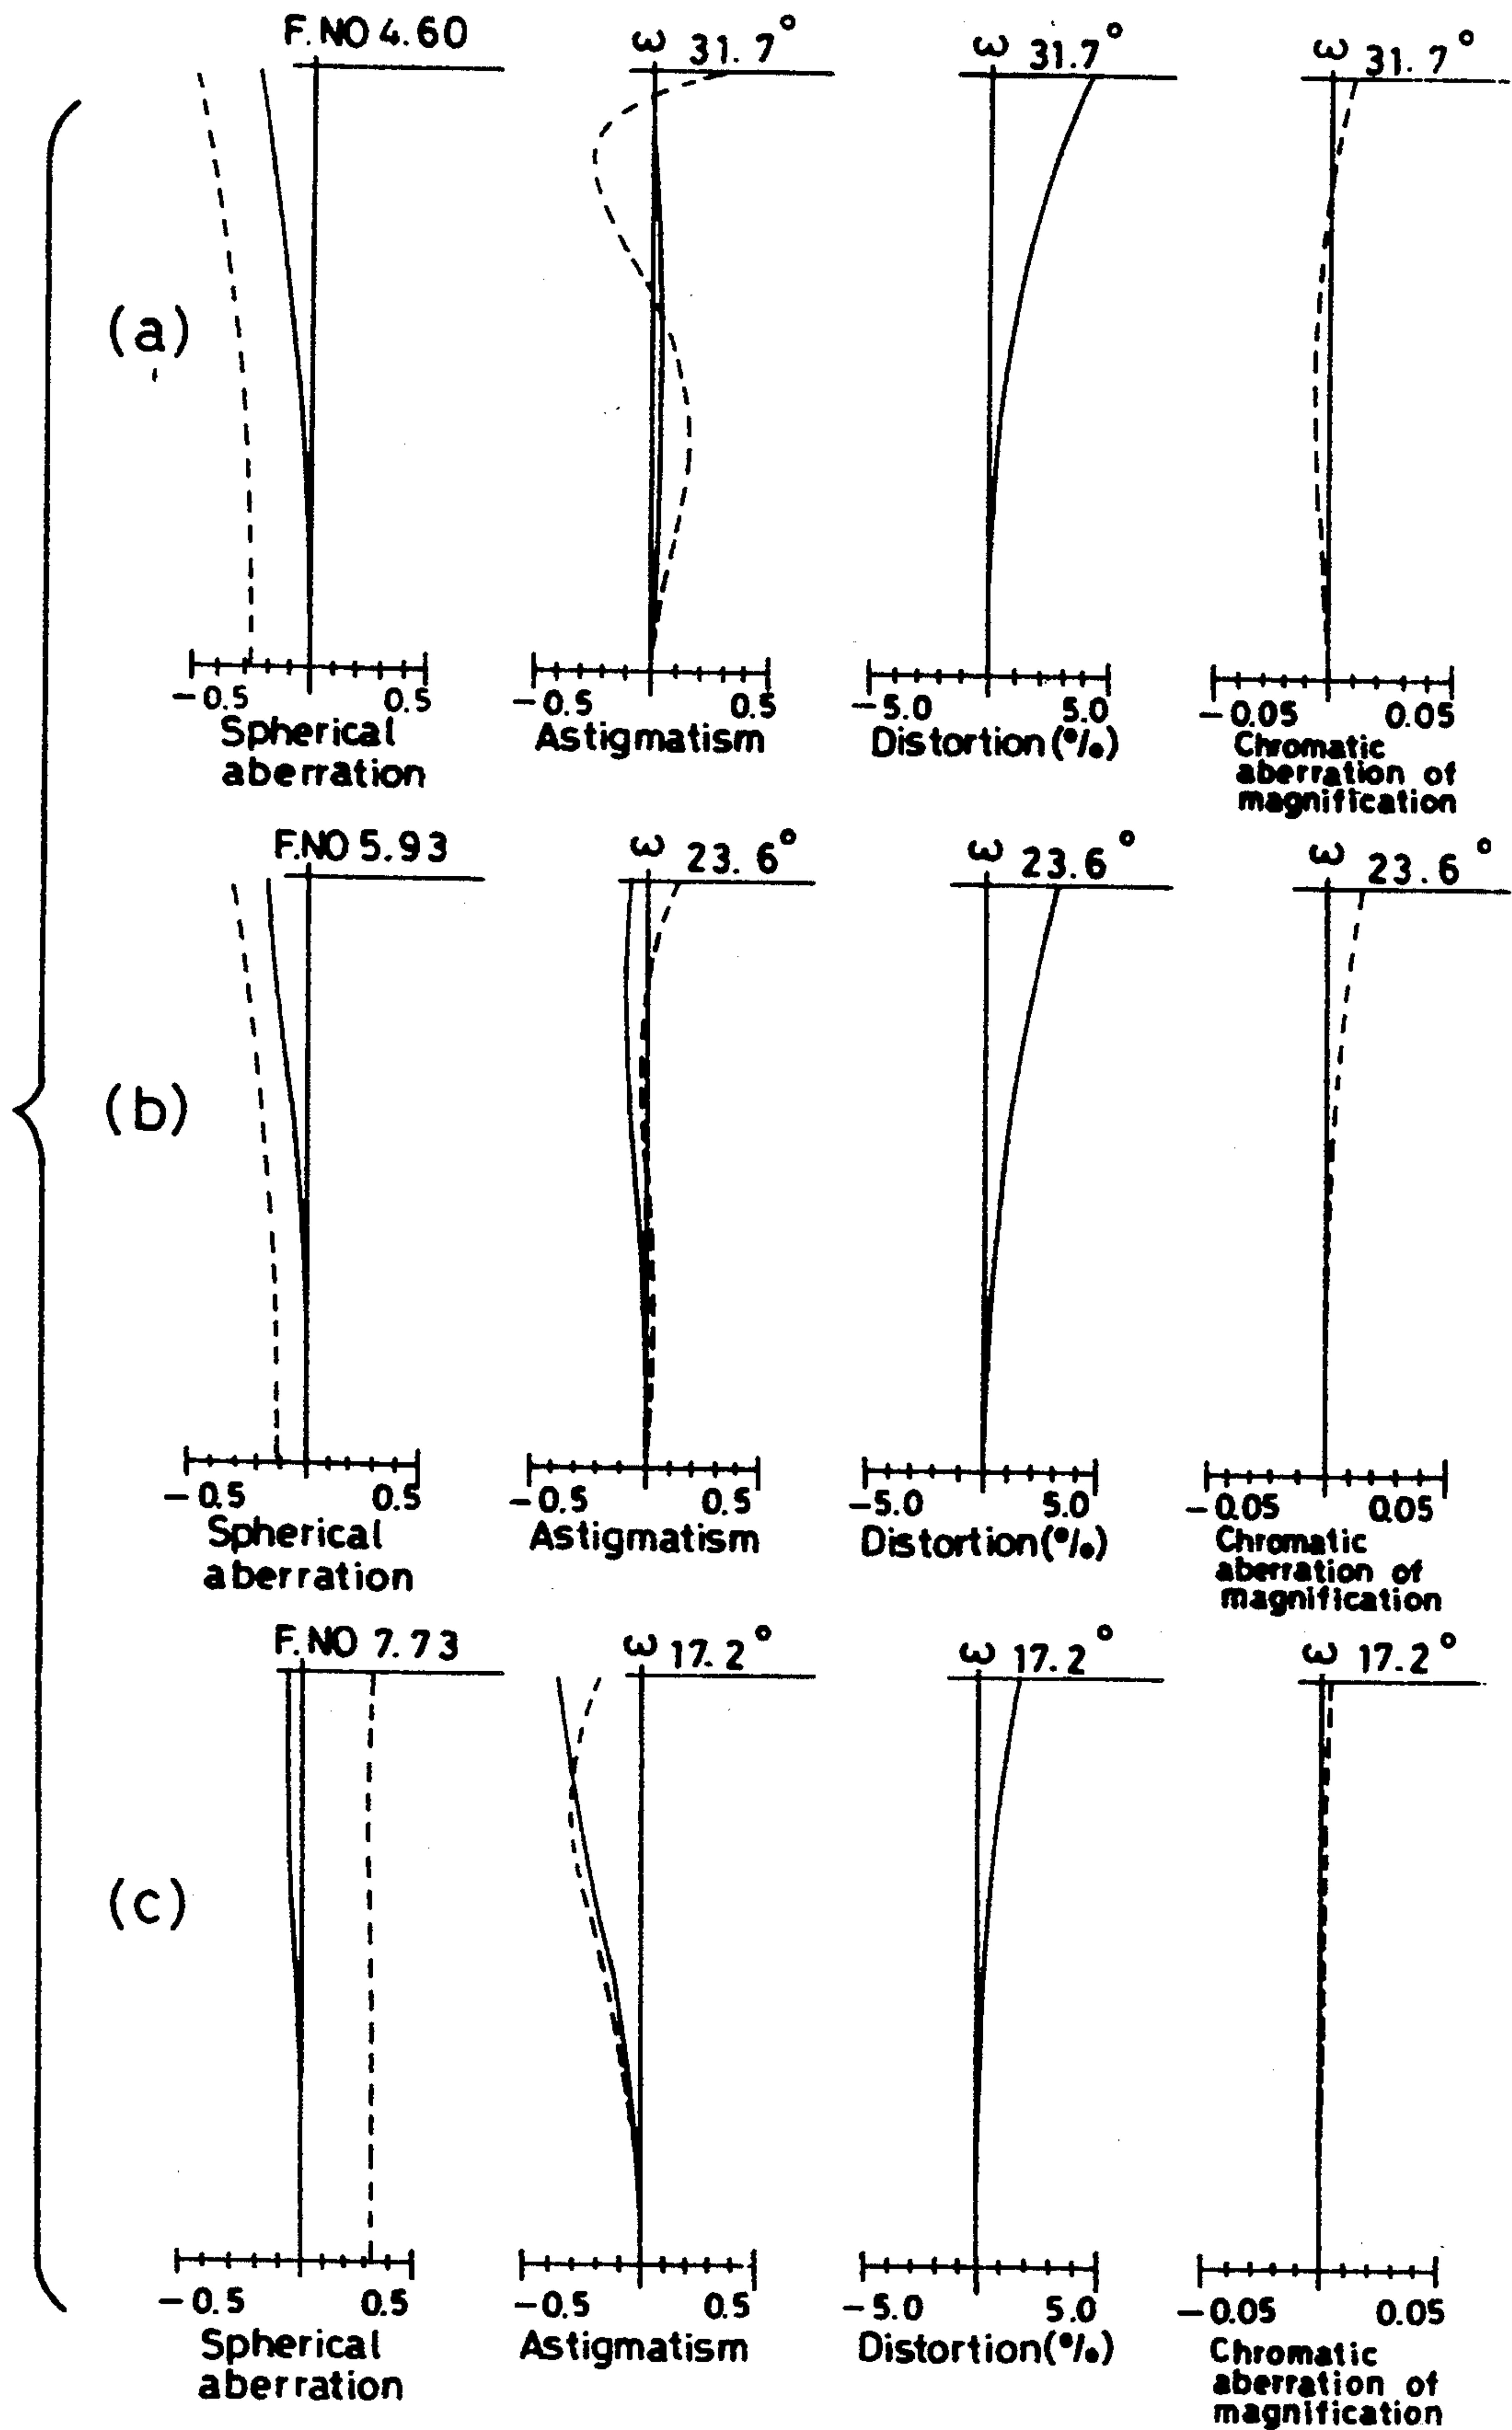 F.NO 4.60
ω 31.7°
ω 31.7°
ω 31.7°
(a)
−0.5 0.5
Spherical
aberration
−0.5 0.5
Astigmatism
−5.0 5.0
Distortion(%)
−0.05 0.05
Chromatic
aberration of
magnification
F.NO 5.93
ω 23.6°
ω 23.6°
ω 23.6°
(b)
−0.5 0.5
Spherical
aberration
−0.5 0.5
Astigmatism
−5.0 5.0
Distortion(%)
−0.05 0.05
Chromatic
aberration of
magnification
F.NO 7.73
ω 17.2°
ω 17.2°
ω 17.2°
(c)
−0.5 0.5
Spherical
aberration
−0.5 0.5
Astigmatism
−5.0 5.0
Distortion(%)
−0.05 0.05
Chromatic
aberration of
magnification